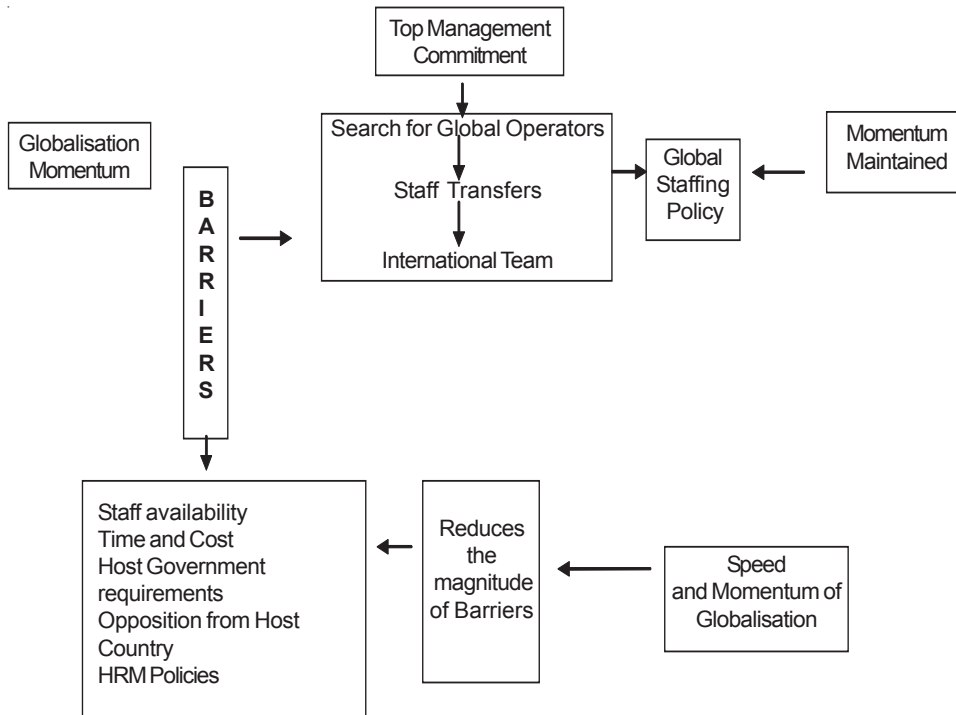 Top Management
Commitment
Globalisation
Momentum
B
A
R
R
I
E
R
S
Search for Global Operators
Staff Transfers
International Team
Global
Staffing
Policy
Momentum
Maintained
Staff availability
Time and Cost
Host Government
requirements
Opposition from Host
Country
HRM Policies
Reduces
the
magnitude
of Barriers
Speed
and Momentum of
Globalisation